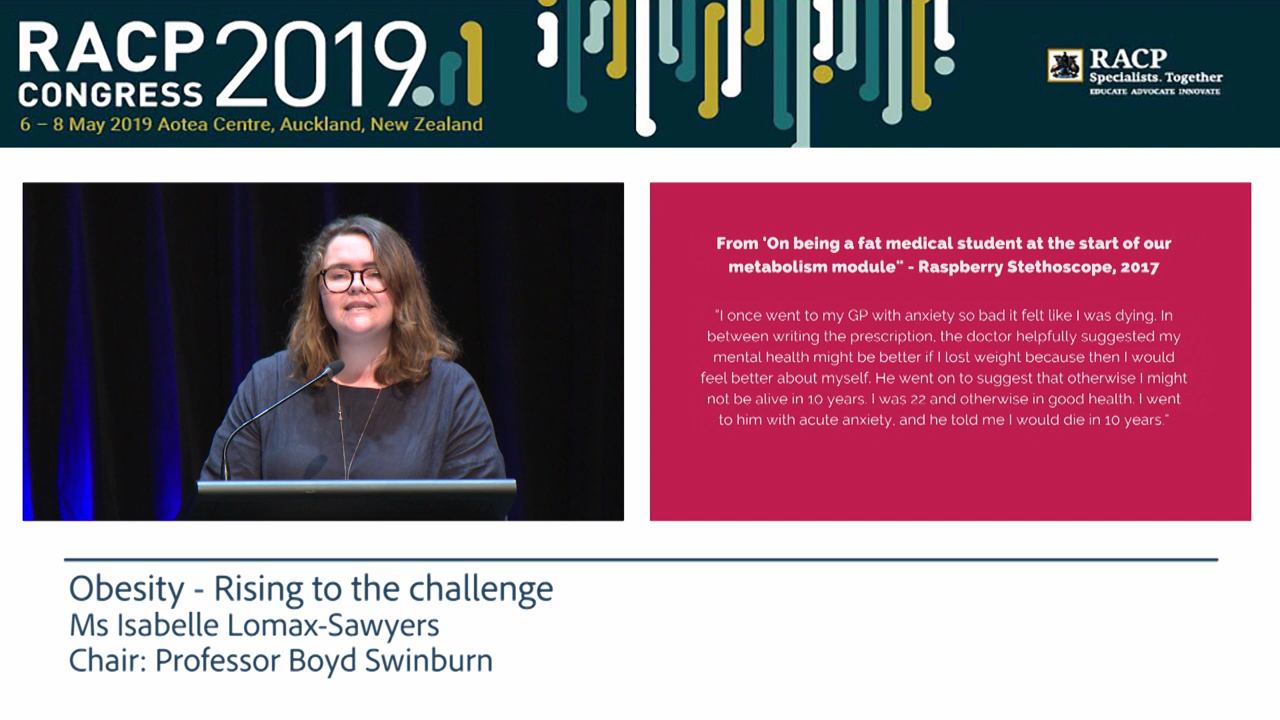 RACP
CONGRESS
2019
6 – 8 May 2019 Aotea Centre, Auckland, New Zealand
RACP
Specialists. Together
EDUCATE ADVOCATE INNOVATE
From 'On being a fat medical student at the start of our
metabolism module" - Raspberry Stethoscope, 2017
"I once went to my GP with anxiety so bad it felt like I was dying. In
between writing the prescription, the doctor helpfully suggested my
mental health might be better if I lost weight because then I would
feel better about myself. He went on to suggest that otherwise I might
not be alive in 10 years. I was 22 and otherwise in good health. I went
to him with acute anxiety, and he told me I would die in 10 years."
Obesity - Rising to the challenge
Ms Isabelle Lomax-Sawyers
Chair: Professor Boyd Swinburn